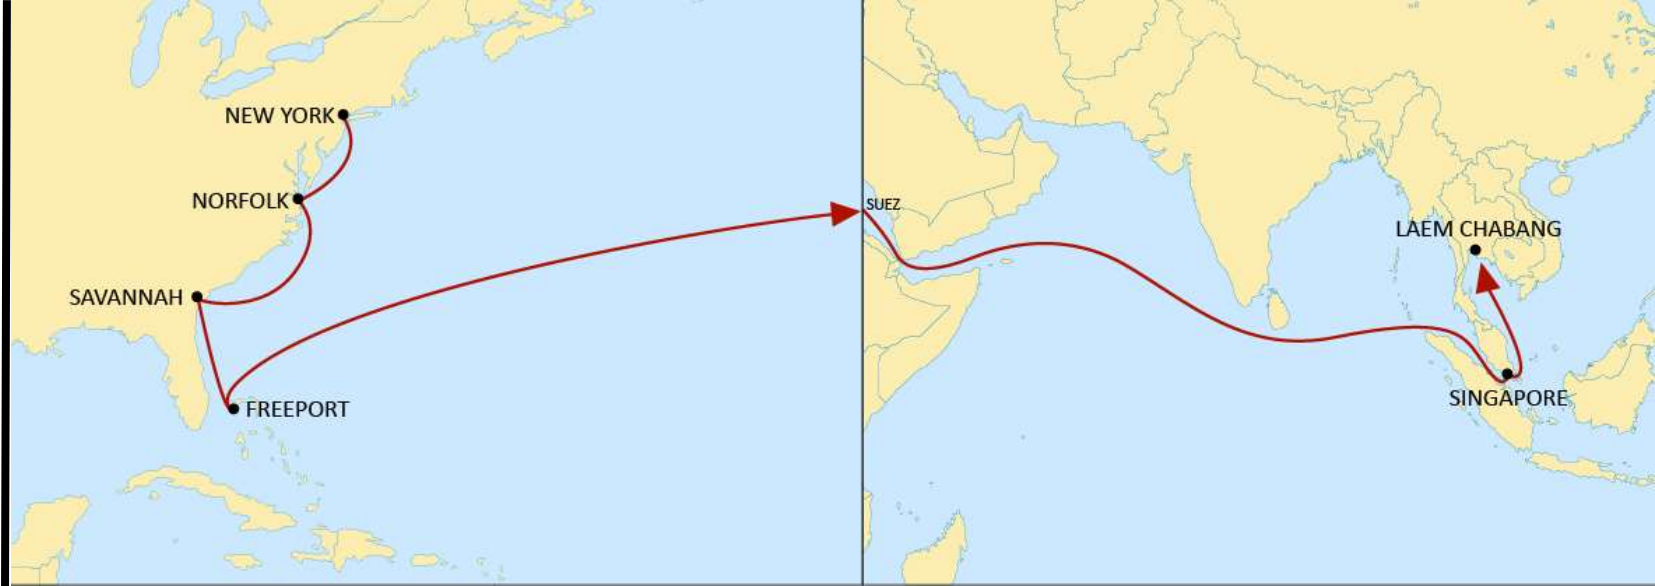 NEW YORK
NORFOLK
SAVANNAH
FREEPORT
SUEZ
LAEM CHABANG
SINGAPORE